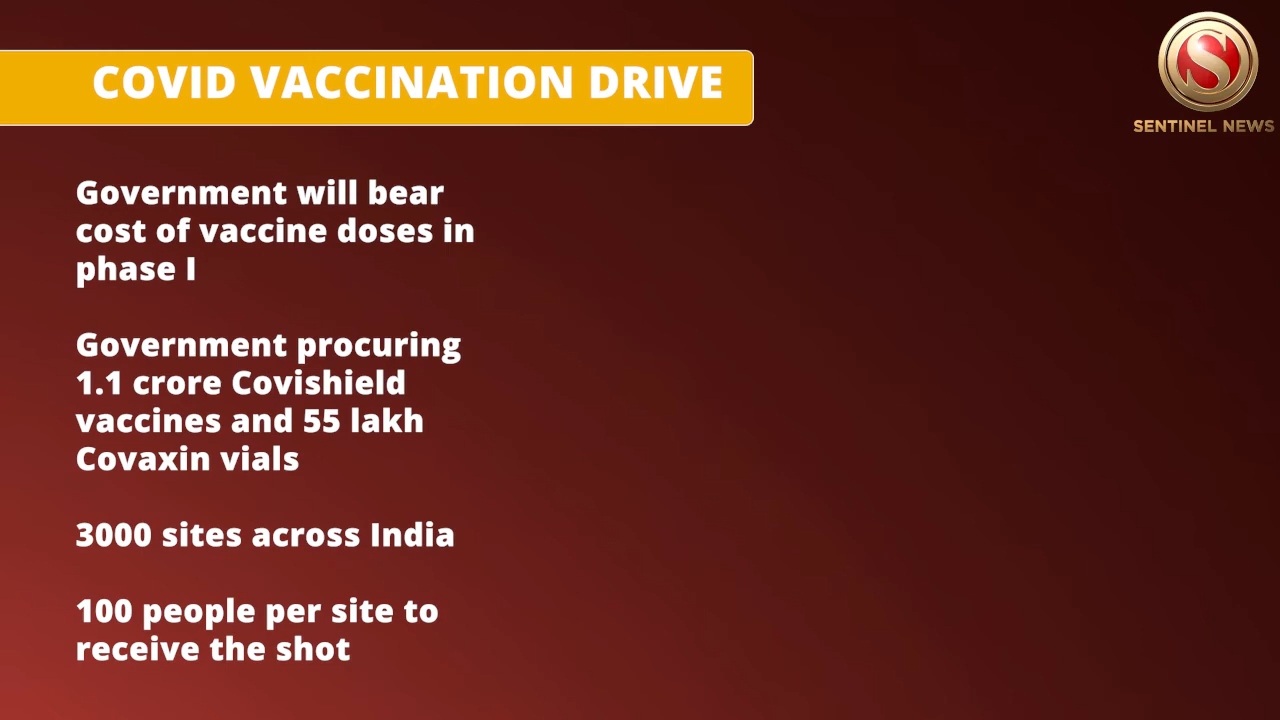 COVID VACCINATION DRIVE
S
SENTINEL NEWS
Government will bear
cost of vaccine doses in
phase I
Government procuring
1.1 crore Covishield
vaccines and 55 lakh
Covaxin vials
3000 sites across India
100 people per site to
receive the shot